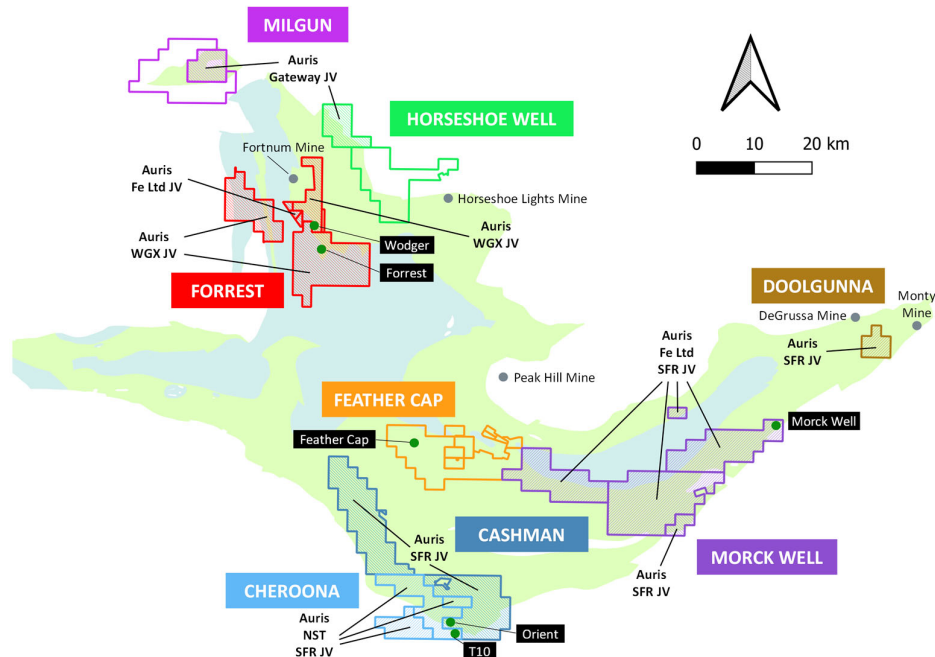 MILGUN
Auris
Gateway JV
HORSESHOE WELL
0 10 20 km
Fortnum Mine
Auris
Fe Ltd JV
Horseshoe Lights Mine
Auris
WGX JV
Wodger
Auris
WGX JV
Forrest
FORREST
DOOLGUNNA
Monty
Mine
DeGrussa Mine
Auris
SFR JV
Auris
Fe Ltd
SFR JV
Peak Hill Mine
FEATHER CAP
Feather Cap
Morck Well
CASHMAN
Auris
SFR JV
MORCK WELL
Auris
SFR JV
CHEROONA
Auris
NST
SFR JV
Orient
T10